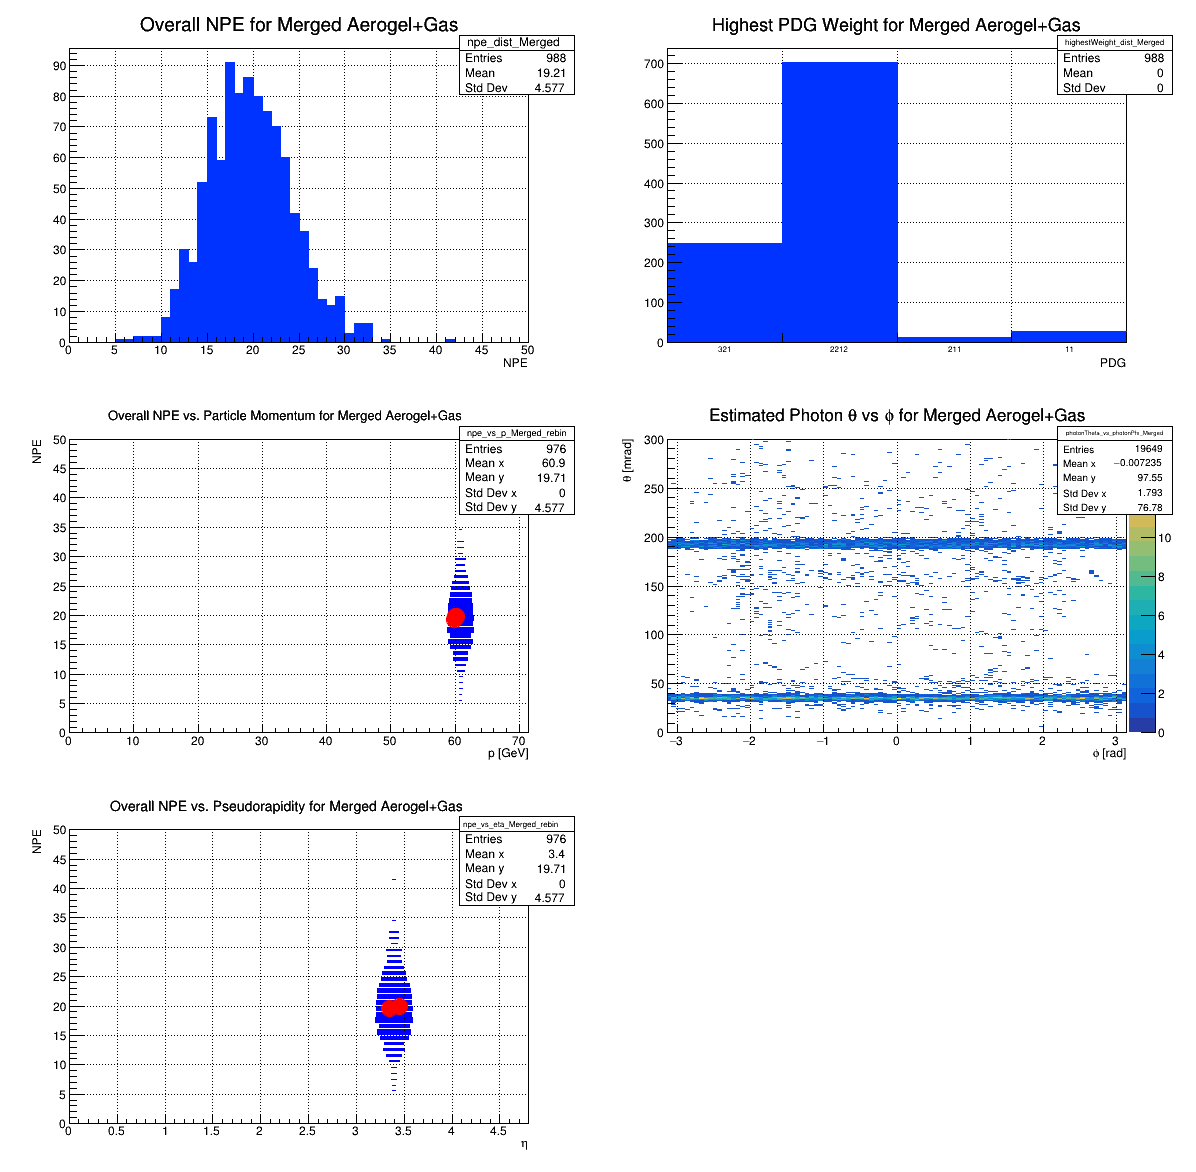 Overall NPE for Merged Aerogel+Gas
npe_dist_Merged
Entries 988
Mean 19.21
Std Dev 4.577
90
80
70
60
50
40
30
20
10
0
0 5 10 15 20 25 30 35 40 45 50
NPE
Highest PDG Weight for Merged Aerogel+Gas
highestWeight_dist_Merged
Entries 988
Mean 0
Std Dev 0
700
600
500
400
300
200
100
0
321 2212 211 11
PDG
Overall NPE vs. Particle Momentum for Merged Aerogel+Gas
NPE
npe_vs_p_Merged_rebin
Entries 976
Mean x 60.9
Mean y 19.71
Std Dev x 0
Std Dev y 4.577
50
45
40
35
30
25
20
15
10
5
0
0 10 20 30 40 50 60 70
p [GeV]
Estimated Photon θ vs ϕ for Merged Aerogel+Gas
θ [mrad]
photonTheta_vs_photonPhi_Merged
Entries 19649
Mean x −0.007235
Mean y 97.55
Std Dev x 1.793
Std Dev y 76.78
300
250
200
150
100
50
0
−3 −2 −1 0 1 2 3
ϕ [rad]
10
8
6
4
2
0
Overall NPE vs. Pseudorapidity for Merged Aerogel+Gas
NPE
npe_vs_eta_Merged_rebin
Entries 976
Mean x 3.4
Mean y 19.71
Std Dev x 0
Std Dev y 4.577
50
45
40
35
30
25
20
15
10
5
0
0 0.5 1 1.5 2 2.5 3 3.5 4 4.5
η